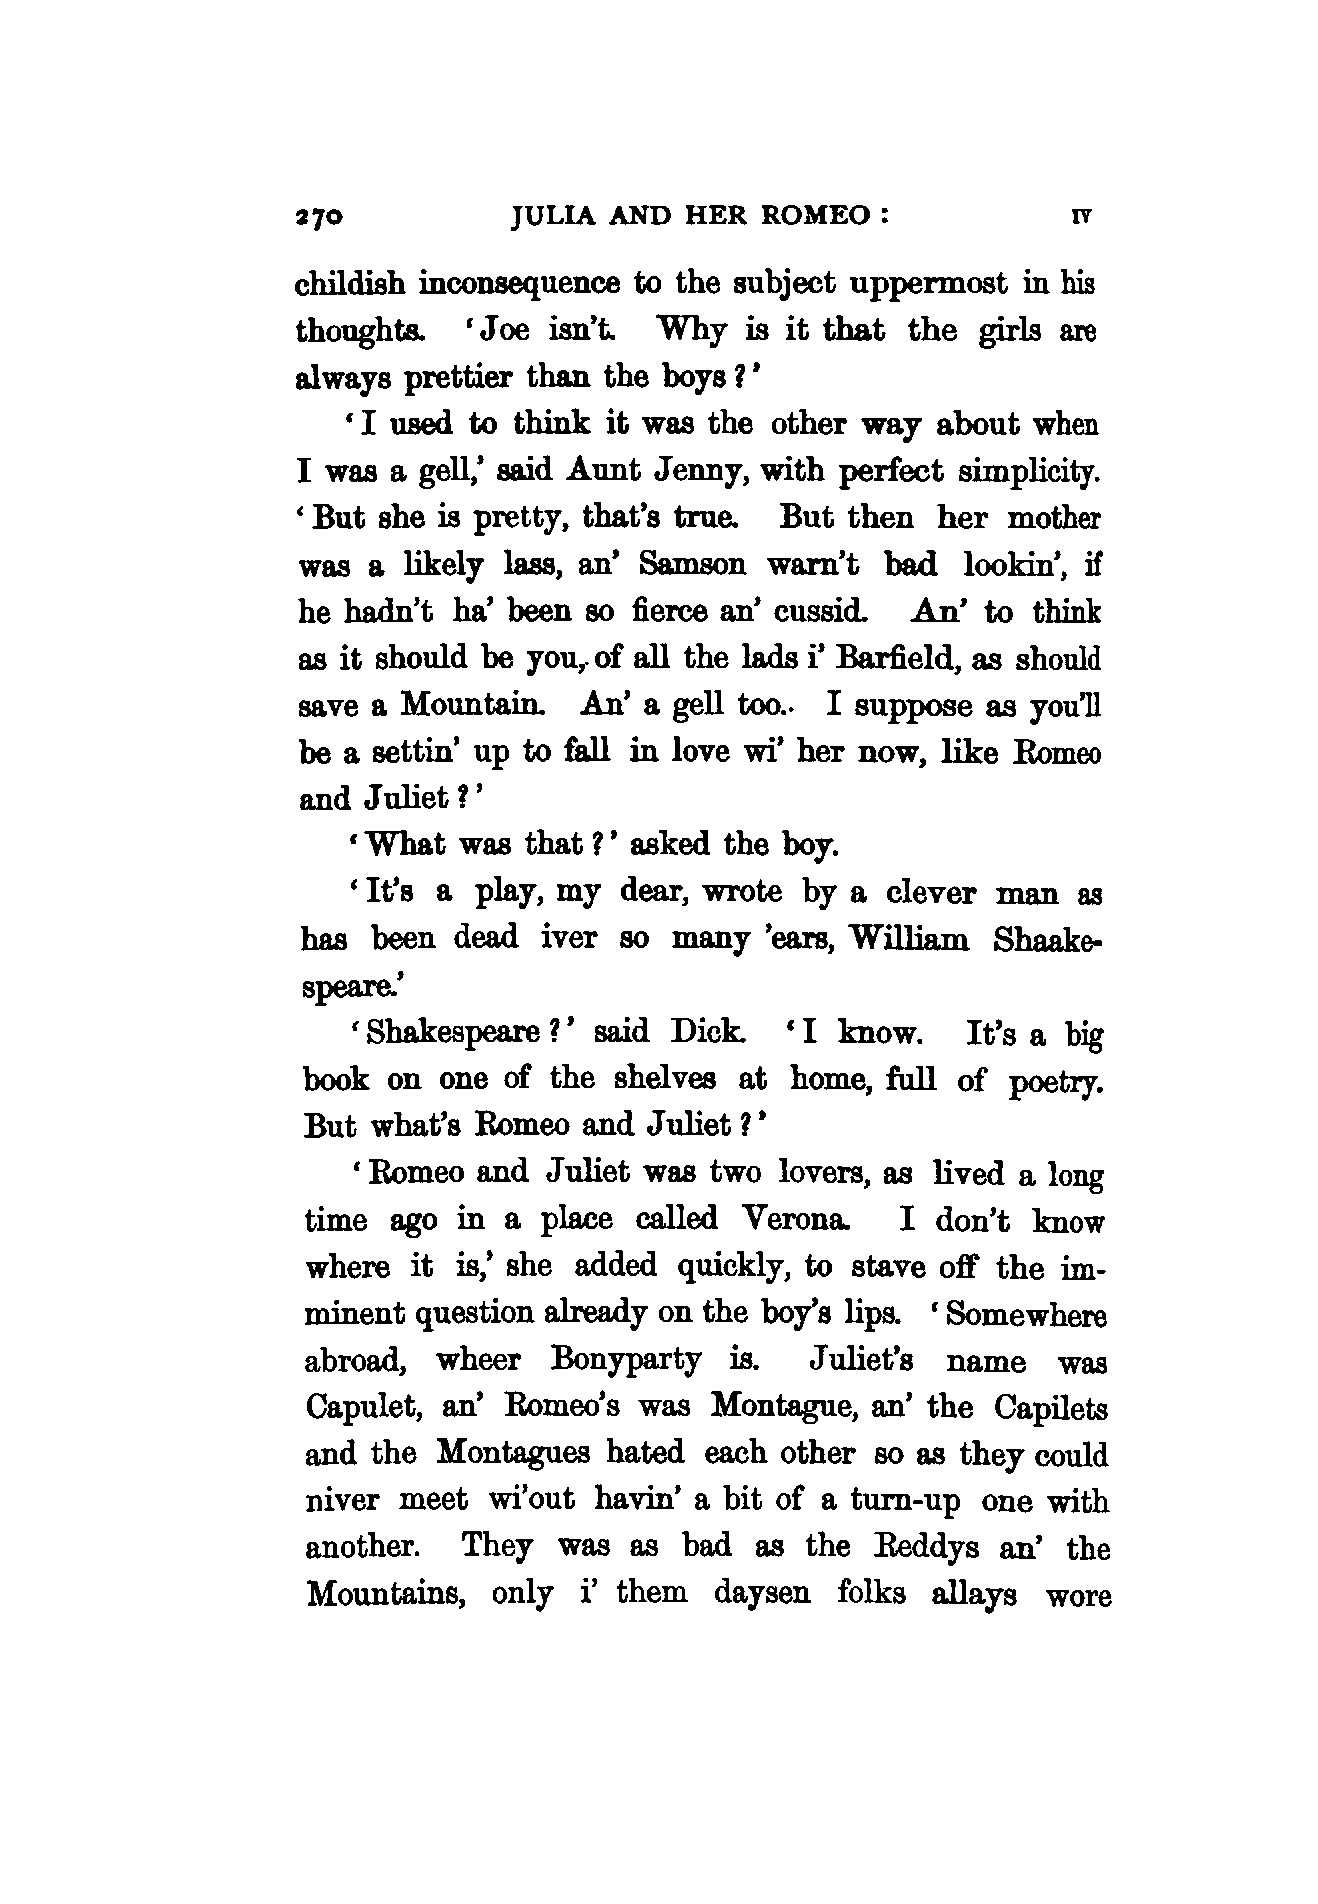 270 JULIA AND HER ROMEO : IV
childish inconsequence to the subject uppermost in his
thoughts. 'Joe isn't. Why is it that the girls are
always prettier than the boys?'
'I used to think it was the other way about when
I was a gell,' said Aunt Jenny, with perfect simplicity.
'But she is pretty, that's true. But then her mother
was a likely lass, an' Samson warn't bad lookin', if
he hadn't ha' been so fierce an' cussid. An' to think
as it should be you, of all the lads i' Barfield, as should
save a Mountain. An' a gell too. I suppose as you'll
be a settin' up to fall in love wi' her now, like Romeo
and Juliet?'
'What was that?' asked the boy.
'It's a play, my dear, wrote by a clever man as
has been dead iver so many 'ears, William Shaake-
speare.'
'Shakespeare?' said Dick. 'I know. It's a big
book on one of the shelves at home, full of poetry.
But what's Romeo and Juliet?'
'Romeo and Juliet was two lovers, as lived a long
time ago in a place called Verona. I don't know
where it is,' she added quickly, to stave off the im-
minent question already on the boy's lips. 'Somewhere
abroad, wheer Bonyparty is. Juliet's name was
Capulet, an' Romeo's was Montague, an' the Capilets
and the Montagues hated each other so as they could
niver meet wi'out havin' a bit of a turn-up one with
another. They was as bad as the Reddys an' the
Mountains, only i' them daysen folks allays wore